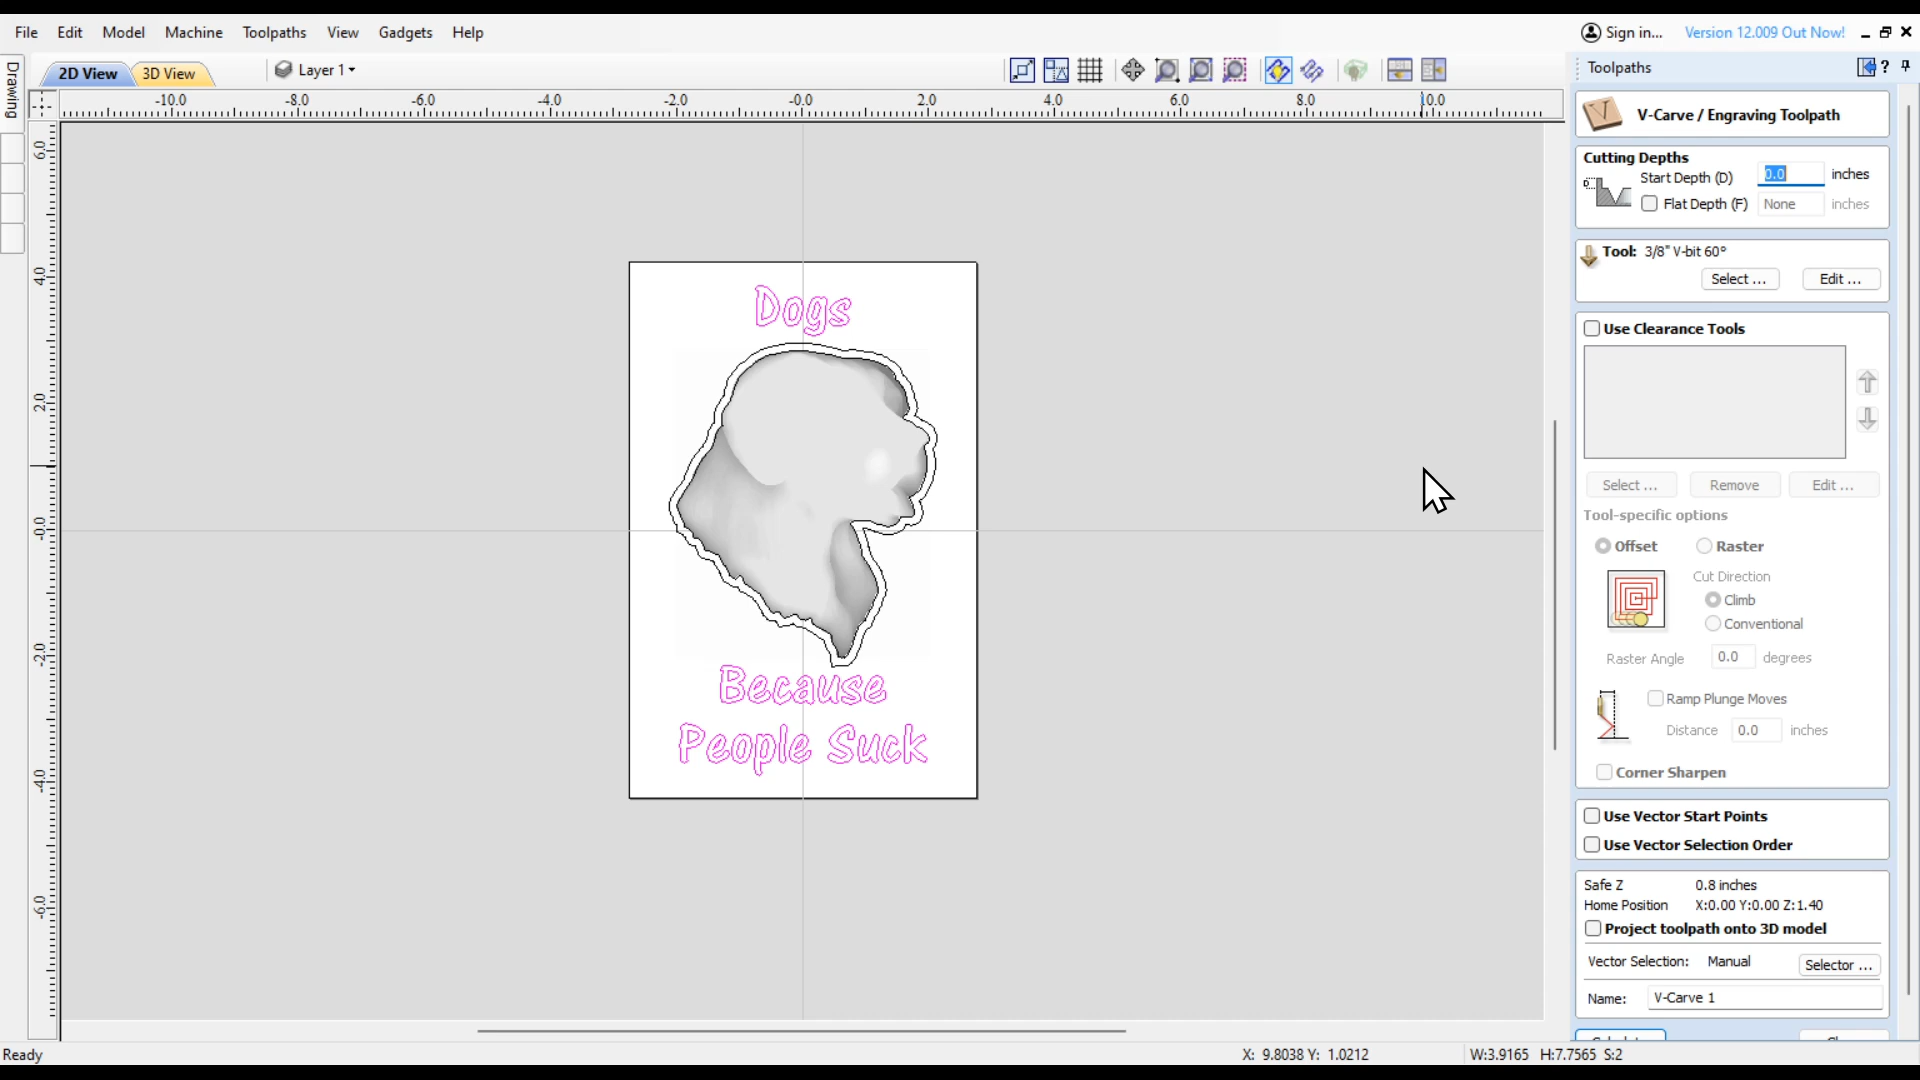 File Edit Model Machine Toolpaths View Gadgets Help
Sign in... Version 12.009 Out Now!
Drawing
2D View 3D View Layer 1
Toolpaths ?
-10.0 -8.0 -6.0 -4.0 -2.0 -0.0 2.0 4.0 6.0 8.0 10.0
6.0
4.0
2.0
-0.0
-2.0
-4.0
-6.0
Dogs
Because
People Suck
V-Carve / Engraving Toolpath
Cutting Depths
Start Depth (D) 0.0 inches
Flat Depth (F) None inches
Tool: 3/8" V-bit 60°
Select ... Edit ...
Use Clearance Tools
Select ... Remove Edit ...
Tool-specific options
Offset Raster
Cut Direction
Climb
Conventional
Raster Angle 0.0 degrees
Ramp Plunge Moves
Distance 0.0 inches
Corner Sharpen
Use Vector Start Points
Use Vector Selection Order
Safe Z 0.8 inches
Home Position X:0.00 Y:0.00 Z:1.40
Project toolpath onto 3D model
Vector Selection: Manual Selector ...
Name: V-Carve 1
Ready X: 9.8038 Y: 1.0212 W:3.9165 H:7.7565 S:2